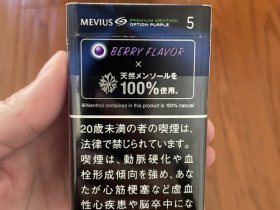 MEVIUS PREMIUM MENTHOL OPTION PURPLE 5
BERRY FLAVOR
×
天然メンソールを
100%使用。
※Menthol contained in this product is 100% natural
20歳未満の者の喫煙は、
法律で禁じられています。
喫煙は、動脈硬化や血
栓形成傾向を強め、あな
たが心筋梗塞など虚血
性心疾患や脳卒中にな